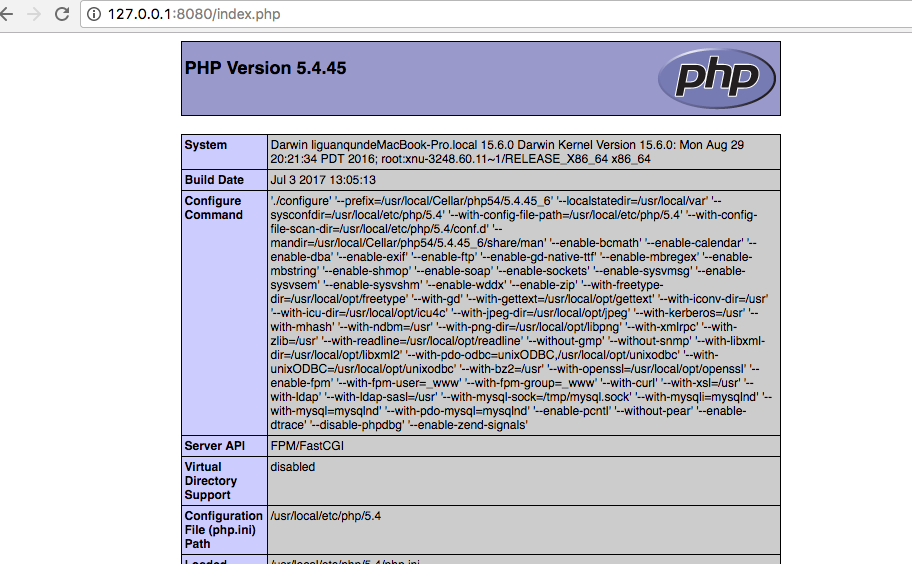 127.0.0.1:8080/index.php
PHP Version 5.4.45
php
System
Darwin liguanqundeMacBook-Pro.local 15.6.0 Darwin Kernel Version 15.6.0: Mon Aug 29
20:21:34 PDT 2016; root:xnu-3248.60.11~1/RELEASE_X86_64 x86_64
Build Date
Jul 3 2017 13:05:13
Configure
Command
'./configure' '--prefix=/usr/local/Cellar/php54/5.4.45_6' '--localstatedir=/usr/local/var' '--
sysconfdir=/usr/local/etc/php/5.4' '--with-config-file-path=/usr/local/etc/php/5.4' '--with-config-
file-scan-dir=/usr/local/etc/php/5.4/conf.d' '--
mandir=/usr/local/Cellar/php54/5.4.45_6/share/man' '--enable-bcmath' '--enable-calendar' '--
enable-dba' '--enable-exif' '--enable-ftp' '--enable-gd-native-ttf' '--enable-mbregex' '--enable-
mbstring' '--enable-shmop' '--enable-soap' '--enable-sockets' '--enable-sysvmsg' '--enable-
sysvsem' '--enable-sysvshm' '--enable-wddx' '--enable-zip' '--with-freetype-
dir=/usr/local/opt/freetype' '--with-gd' '--with-gettext=/usr/local/opt/gettext' '--with-iconv-dir=/usr'
'--with-icu-dir=/usr/local/opt/icu4c' '--with-jpeg-dir=/usr/local/opt/jpeg' '--with-kerberos=/usr' '--
with-mhash' '--with-ndbm=/usr' '--with-png-dir=/usr/local/opt/libpng' '--with-xmlrpc' '--with-
zlib=/usr' '--with-readline=/usr/local/opt/readline' '--without-gmp' '--without-snmp' '--with-libxml-
dir=/usr/local/opt/libxml2' '--with-pdo-odbc=unixODBC,/usr/local/opt/unixodbc' '--with-
unixODBC=/usr/local/opt/unixodbc' '--with-bz2=/usr' '--with-openssl=/usr/local/opt/openssl' '--
enable-fpm' '--with-fpm-user=_www' '--with-fpm-group=_www' '--with-curl' '--with-xsl=/usr' '--
with-ldap' '--with-ldap-sasl=/usr' '--with-mysql-sock=/tmp/mysql.sock' '--with-mysqli=mysqlnd' '--
with-mysql=mysqlnd' '--with-pdo-mysql=mysqlnd' '--enable-pcntl' '--without-pear' '--enable-
dtrace' '--disable-phpdbg' '--enable-zend-signals'
Server API
FPM/FastCGI
Virtual
Directory
Support
disabled
Configuration
File (php.ini)
Path
/usr/local/etc/php/5.4
Loaded
/usr/local/etc/php/5.4/php.ini